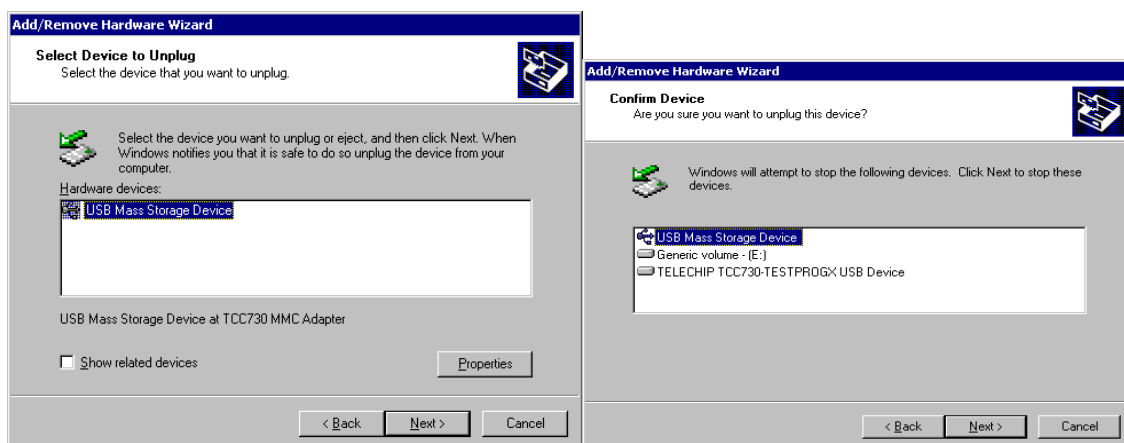 Add/Remove Hardware Wizard
Select Device to Unplug
Select the device that you want to unplug.
Select the device you want to unplug or eject, and then click Next. When
Windows notifies you that it is safe to do so unplug the device from your
computer.
Hardware devices:
USB Mass Storage Device
USB Mass Storage Device at TCC730 MMC Adapter
Show related devices
Properties
< Back
Next >
Cancel
Add/Remove Hardware Wizard
Confirm Device
Are you sure you want to unplug this device?
Windows will attempt to stop the following devices. Click Next to stop these
devices.
USB Mass Storage Device
Generic volume - (E:)
TELECHIP TCC730-TESTPROGX USB Device
< Back
Next >
Cancel